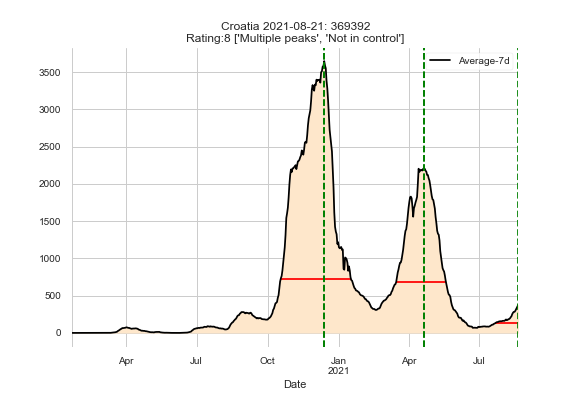 Croatia 2021-08-21: 369392
Rating:8 ['Multiple peaks', 'Not in control']
Average-7d
3500
3000
2500
2000
1500
1000
500
0
Apr
Jul
Oct
Jan
2021
Apr
Jul
Date